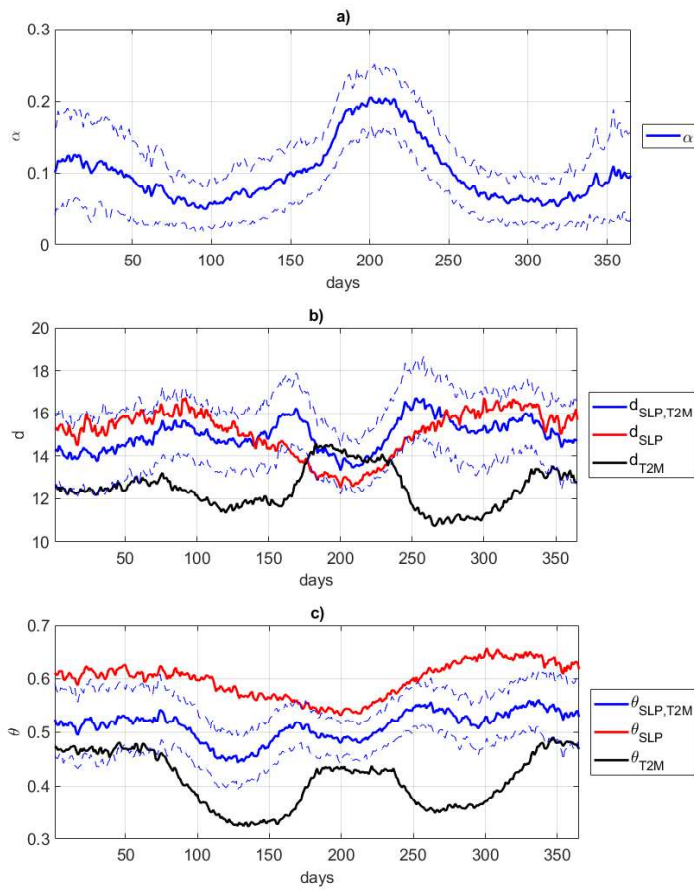 a)
0.3
0.2
0.1
0
α
50 100 150 200 250 300 350
days
α
b)
20
18
16
14
12
10
d
50 100 150 200 250 300 350
days
d_SLP,T2M
d_SLP
d_T2M
c)
0.7
0.6
0.5
0.4
0.3
θ
50 100 150 200 250 300 350
days
θ_SLP,T2M
θ_SLP
θ_T2M